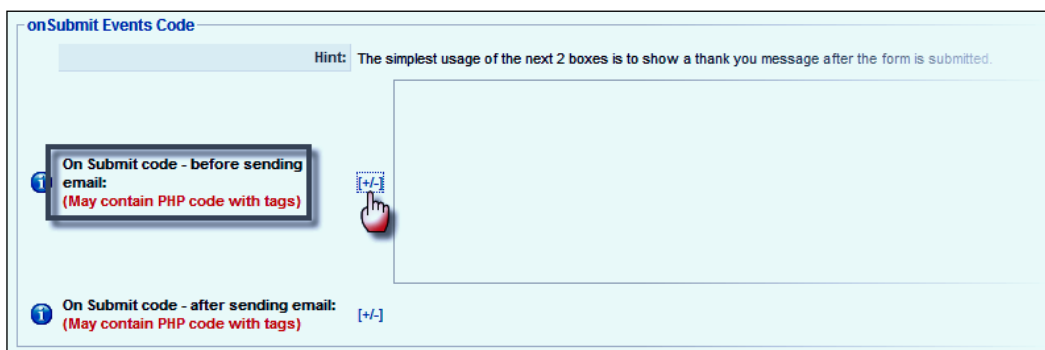 onSubmit Events Code
Hint: The simplest usage of the next 2 boxes is to show a thank you message after the form is submitted.
On Submit code - before sending
email:
[+/-]
(May contain PHP code with tags)
On Submit code - after sending email:
[+/-]
(May contain PHP code with tags)